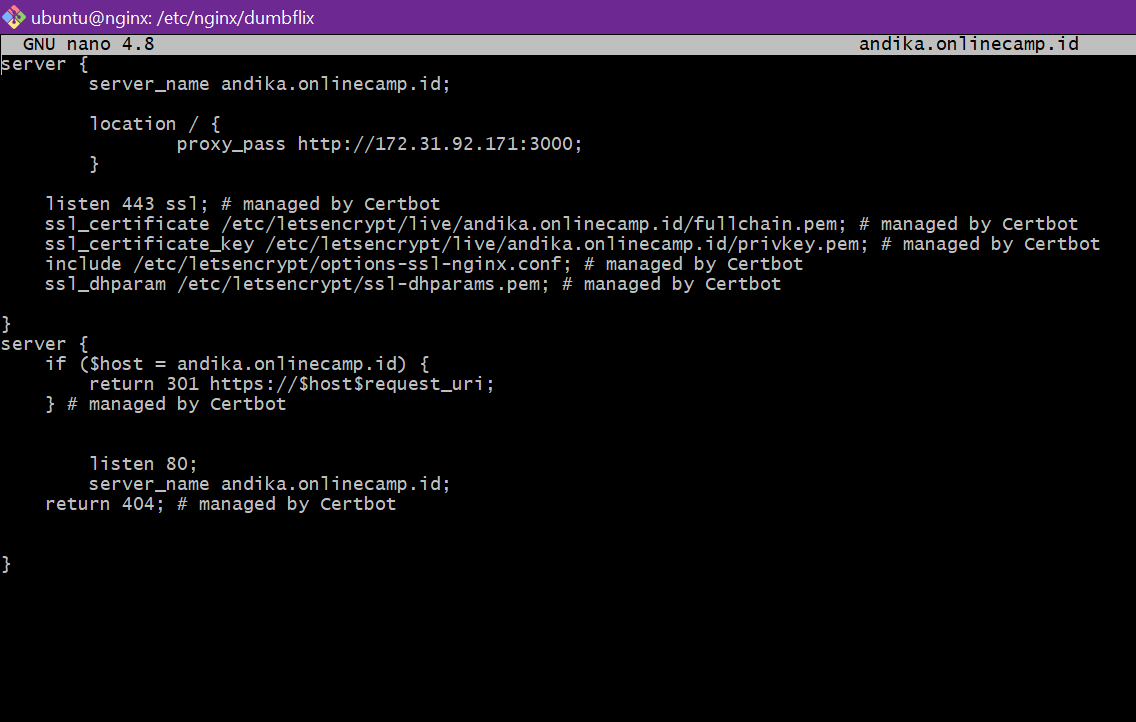 ubuntu@nginx: /etc/nginx/dumbflix
GNU nano 4.8 andika.onlinecamp.id
server {
server_name andika.onlinecamp.id;
location / {
proxy_pass http://172.31.92.171:3000;
}
listen 443 ssl; # managed by Certbot
ssl_certificate /etc/letsencrypt/live/andika.onlinecamp.id/fullchain.pem; # managed by Certbot
ssl_certificate_key /etc/letsencrypt/live/andika.onlinecamp.id/privkey.pem; # managed by Certbot
include /etc/letsencrypt/options-ssl-nginx.conf; # managed by Certbot
ssl_dhparam /etc/letsencrypt/ssl-dhparams.pem; # managed by Certbot
}
server {
if ($host = andika.onlinecamp.id) {
return 301 https://$host$request_uri;
} # managed by Certbot
listen 80;
server_name andika.onlinecamp.id;
return 404; # managed by Certbot
}